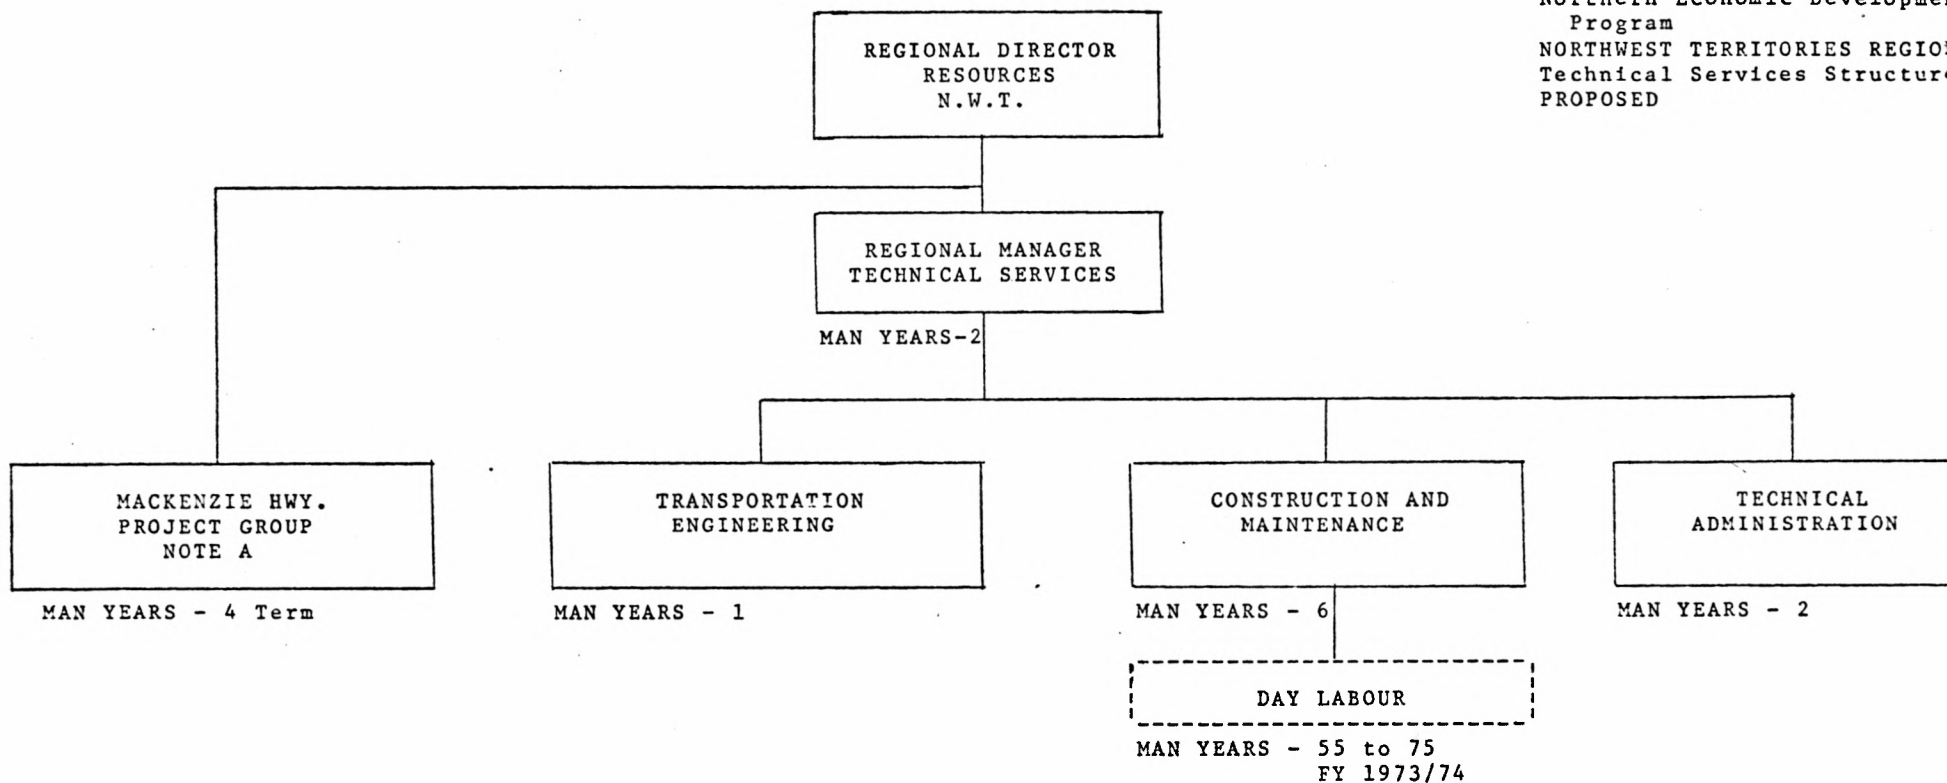 Northern Economic
Program
NORTHWEST TERRITORIES
Technical Services
PROPOSED
REGIONAL DIRECTOR
RESOURCES
N.W.T.
REGIONAL MANAGER
TECHNICAL SERVICES
MAN YEARS-2
MACKENZIE HWY.
PROJECT GROUP
NOTE A
MAN YEARS - 4 Term
TRANSPORTATION
ENGINEERING
MAN YEARS - 1
CONSTRUCTION AND
MAINTENANCE
MAN YEARS - 6
DAY LABOUR
MAN YEARS - 55 to 75
FY 1973/74
TECHNICAL
ADMINISTRATION
MAN YEARS - 2